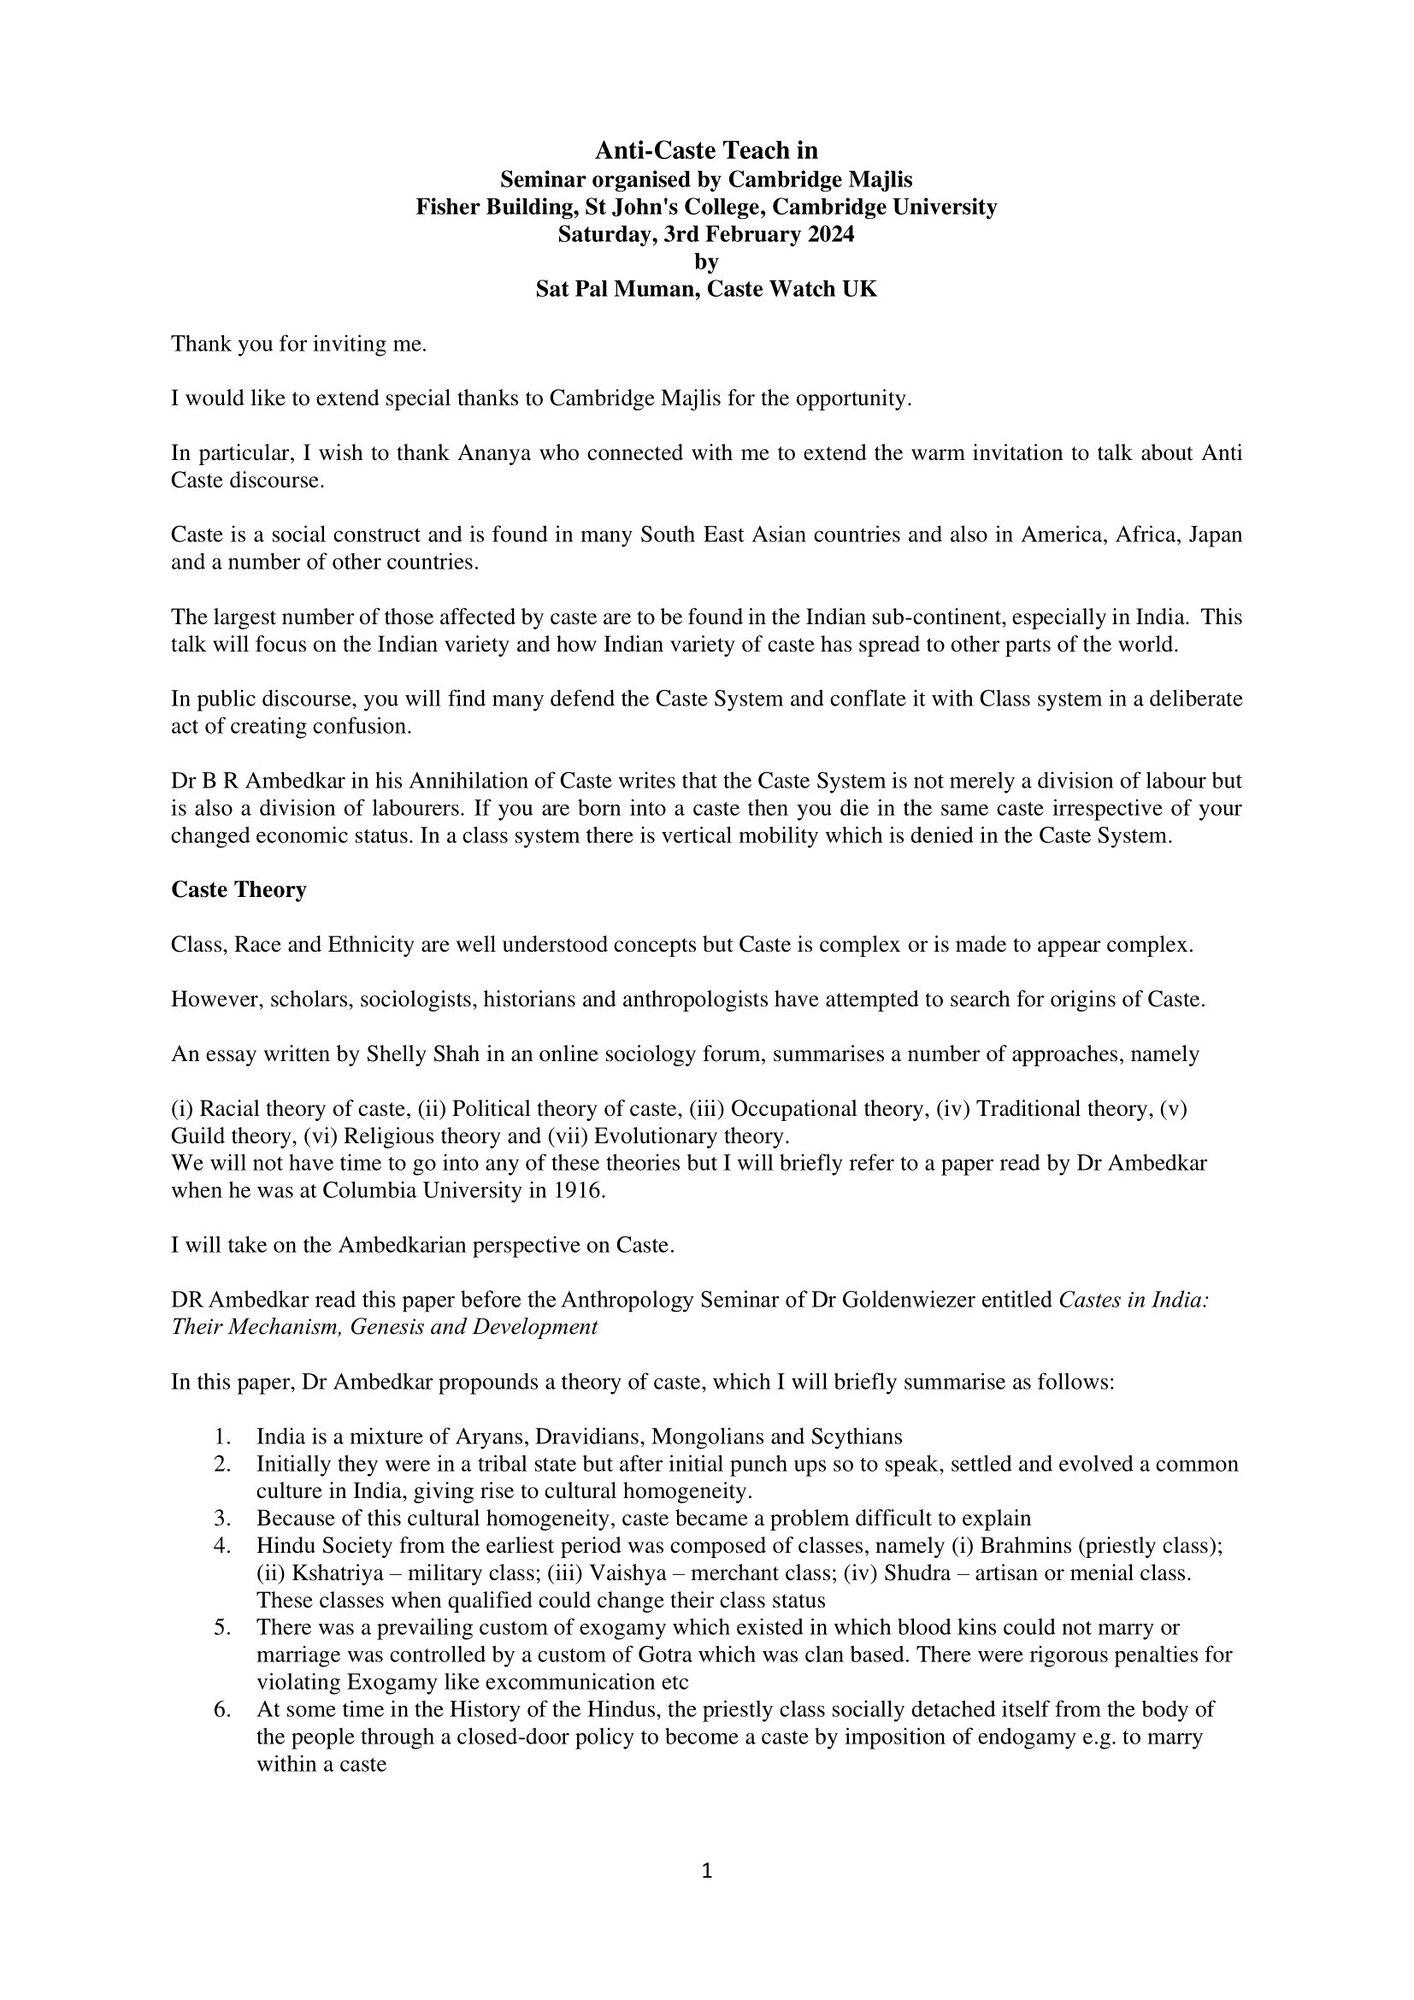 Anti-Caste Teach in
Seminar organised by Cambridge Majlis
Fisher Building, St John's College, Cambridge University
Saturday, 3rd February 2024
by
Sat Pal Muman, Caste Watch UK
Thank you for inviting me.
I would like to extend special thanks to Cambridge Majlis for the opportunity.
In particular, I wish to thank Ananya who connected with me to extend the warm invitation to talk about Anti
Caste discourse.
Caste is a social construct and is found in many South East Asian countries and also in America, Africa, Japan
and a number of other countries.
The largest number of those affected by caste are to be found in the Indian sub-continent, especially in India. This
talk will focus on the Indian variety and how Indian variety of caste has spread to other parts of the world.
In public discourse, you will find many defend the Caste System and conflate it with Class system in a deliberate
act of creating confusion.
Dr B R Ambedkar in his Annihilation of Caste writes that the Caste System is not merely a division of labour but
is also a division of labourers. If you are born into a caste then you die in the same caste irrespective of your
changed economic status. In a class system there is vertical mobility which is denied in the Caste System.
Caste Theory
Class, Race and Ethnicity are well understood concepts but Caste is complex or is made to appear complex.
However, scholars, sociologists, historians and anthropologists have attempted to search for origins of Caste.
An essay written by Shelly Shah in an online sociology forum, summarises a number of approaches, namely
(i) Racial theory of caste, (ii) Political theory of caste, (iii) Occupational theory, (iv) Traditional theory, (v)
Guild theory, (vi) Religious theory and (vii) Evolutionary theory.
We will not have time to go into any of these theories but I will briefly refer to a paper read by Dr Ambedkar
when he was at Columbia University in 1916.
I will take on the Ambedkarian perspective on Caste.
DR Ambedkar read this paper before the Anthropology Seminar of Dr Goldenwiezer entitled Castes in India:
Their Mechanism, Genesis and Development
In this paper, Dr Ambedkar propounds a theory of caste, which I will briefly summarise as follows:
1. India is a mixture of Aryans, Dravidians, Mongolians and Scythians
2. Initially they were in a tribal state but after initial punch ups so to speak, settled and evolved a common
culture in India, giving rise to cultural homogeneity.
3. Because of this cultural homogeneity, caste became a problem difficult to explain
4. Hindu Society from the earliest period was composed of classes, namely (i) Brahmins (priestly class);
(ii) Kshatriya – military class; (iii) Vaishya – merchant class; (iv) Shudra – artisan or menial class.
These classes when qualified could change their class status
5. There was a prevailing custom of exogamy which existed in which blood kins could not marry or
marriage was controlled by a custom of Gotra which was clan based. There were rigorous penalties for
violating Exogamy like excommunication etc
6. At some time in the History of the Hindus, the priestly class socially detached itself from the body of
the people through a closed-door policy to become a caste by imposition of endogamy e.g. to marry
within a caste
1